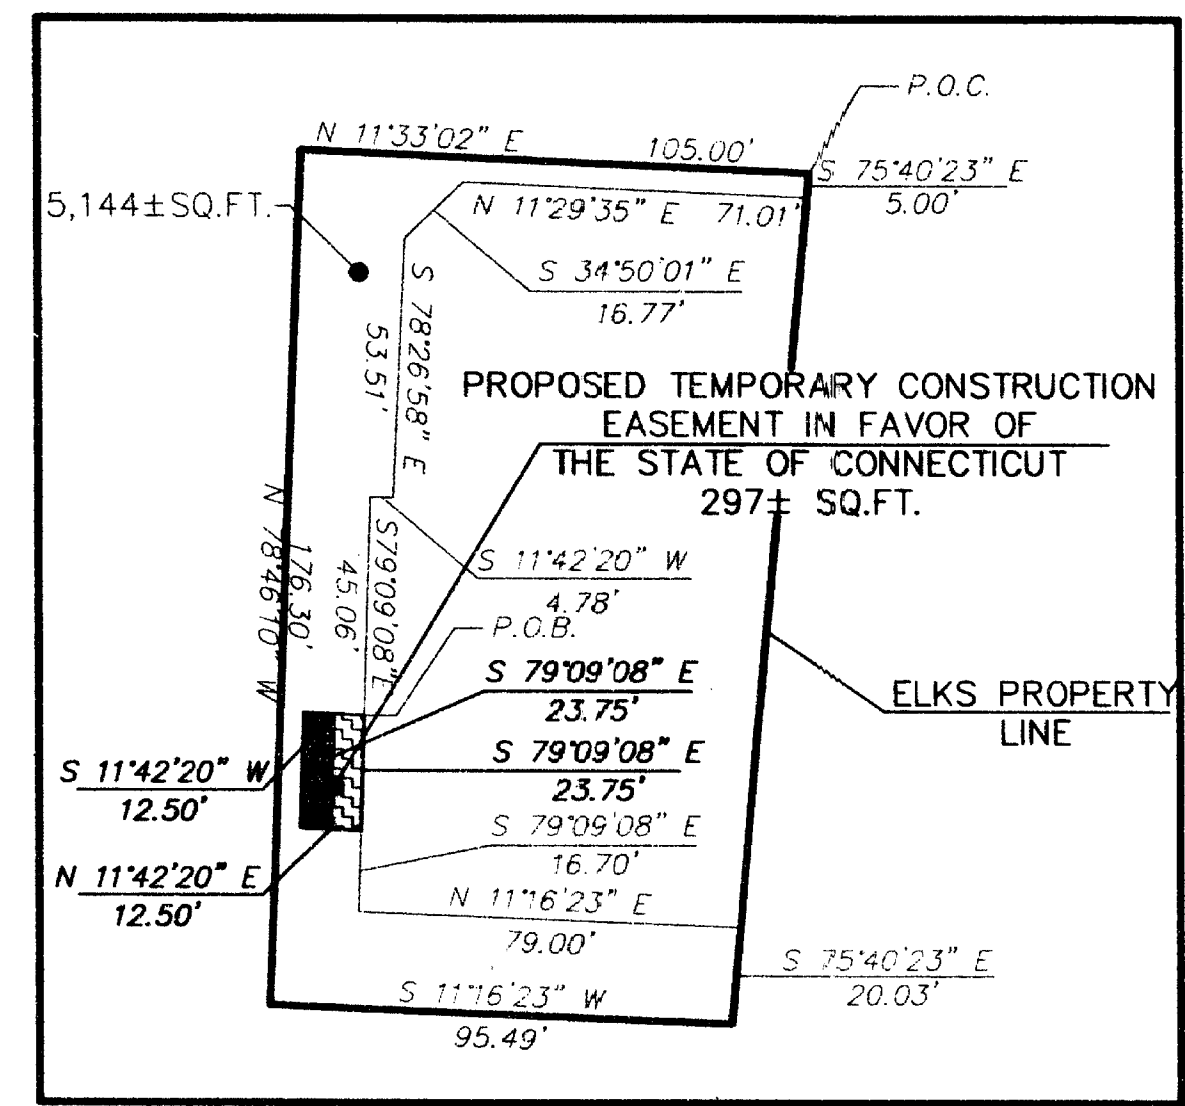 P.O.C.
N 11°33'02" E
105.00'
S 75°40'23" E
5.00'
5,144±SQ.FT.
N 11°29'35" E 71.01'
S 34°50'01" E
16.77'
S 78°26'58" E
53.51'
PROPOSED TEMPORARY CONSTRUCTION
EASEMENT IN FAVOR OF
THE STATE OF CONNECTICUT
297± SQ.FT.
N 78°46'10" W
176.30'
S79°09'08"E
45.06'
S 11°42'20" W
4.78'
P.O.B.
S 79°09'08" E
23.75'
ELKS PROPERTY
LINE
S 79°09'08" E
23.75'
S 11°42'20" W
12.50'
S 79°09'08" E
16.70'
N 11°42'20" E
12.50'
N 11°16'23" E
79.00'
S 75°40'23" E
20.03'
S 11°16'23" W
95.49'